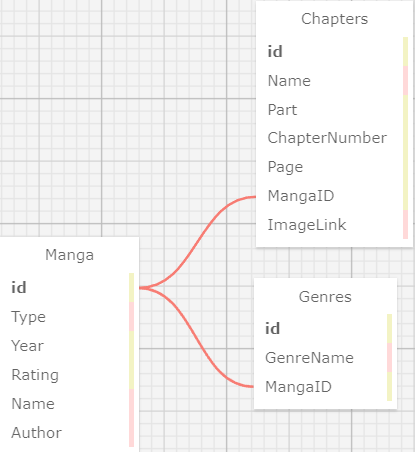 Chapters
id
Name
Part
ChapterNumber
Page
MangaID
ImageLink
Manga
id
Type
Year
Rating
Name
Author
Genres
id
GenreName
MangaID